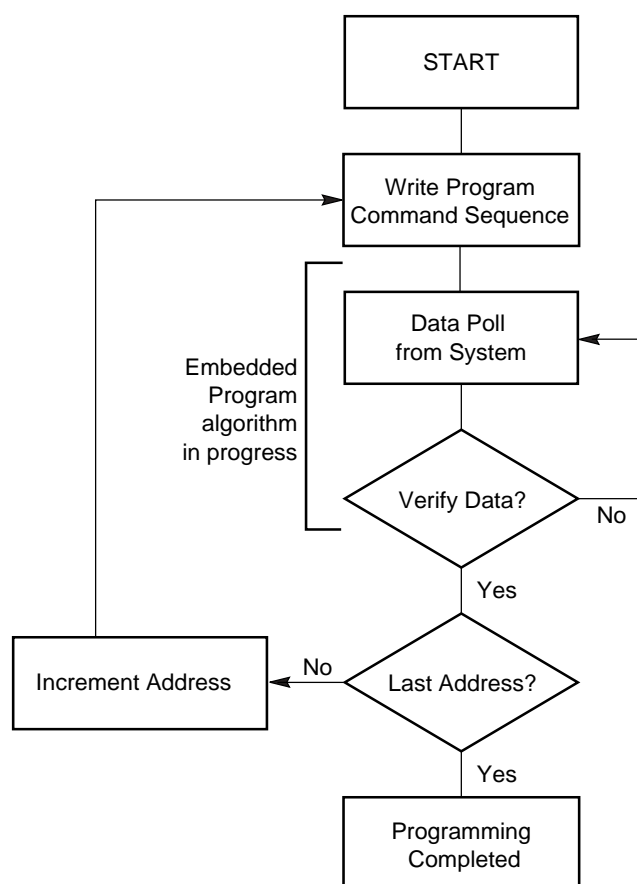 START
Write Program
Command Sequence
Data Poll
from System
Embedded
Program
algorithm
in progress
Verify Data?
No
Yes
Last Address?
No
Increment Address
Yes
Programming
Completed